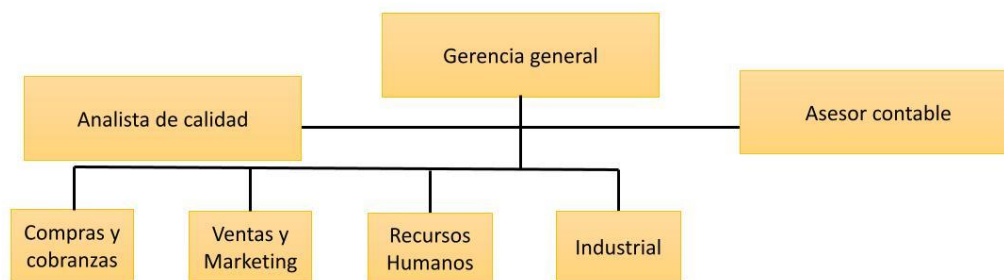 Gerencia general
Analista de calidad
Asesor contable
Compras y
cobranzas
Ventas y
Marketing
Recursos
Humanos
Industrial